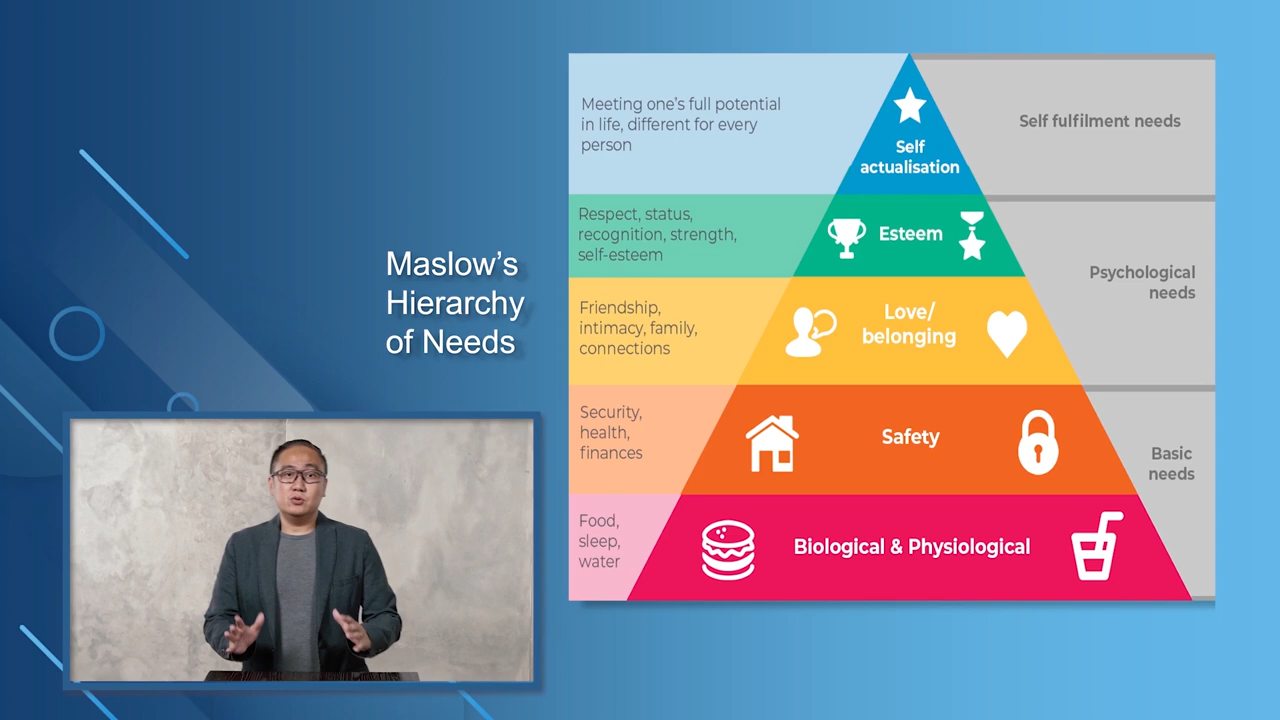 Maslow's
Hierarchy
of Needs
Meeting one's full potential
in life, different for every
person
Self
actualisation
Self fulfilment needs
Respect, status,
recognition, strength,
self-esteem
Esteem
Psychological
needs
Friendship,
intimacy, family,
connections
Love/
belonging
Security,
health,
finances
Safety
Basic
needs
Food,
sleep,
water
Biological & Physiological